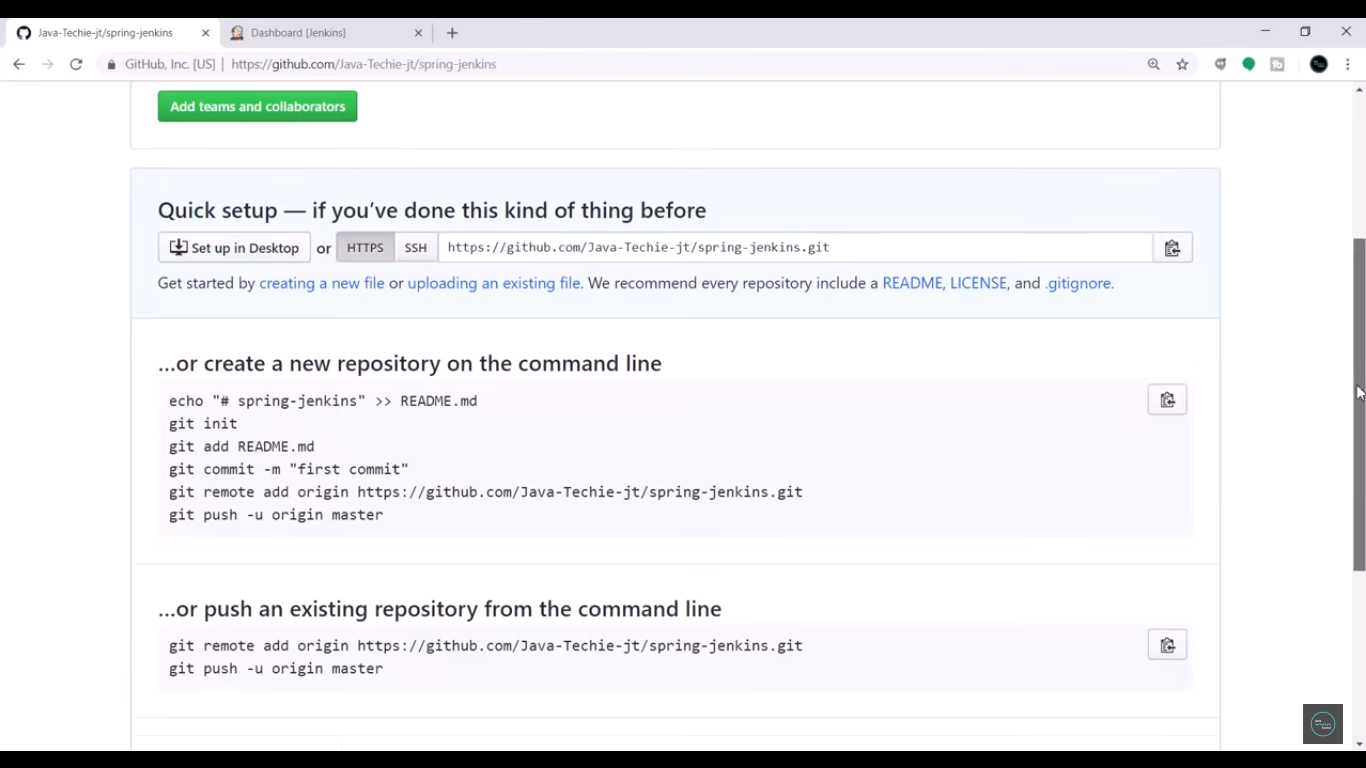 Java-Techie-jt/spring-jenkins
Dashboard [Jenkins]
GitHub, Inc. [US] | https://github.com/Java-Techie-jt/spring-jenkins
Add teams and collaborators
Quick setup — if you’ve done this kind of thing before
Set up in Desktop or HTTPS SSH https://github.com/Java-Techie-jt/spring-jenkins.git
Get started by creating a new file or uploading an existing file. We recommend every repository include a README, LICENSE, and .gitignore.
…or create a new repository on the command line
echo "# spring-jenkins" >> README.md
git init
git add README.md
git commit -m "first commit"
git remote add origin https://github.com/Java-Techie-jt/spring-jenkins.git
git push -u origin master
…or push an existing repository from the command line
git remote add origin https://github.com/Java-Techie-jt/spring-jenkins.git
git push -u origin master